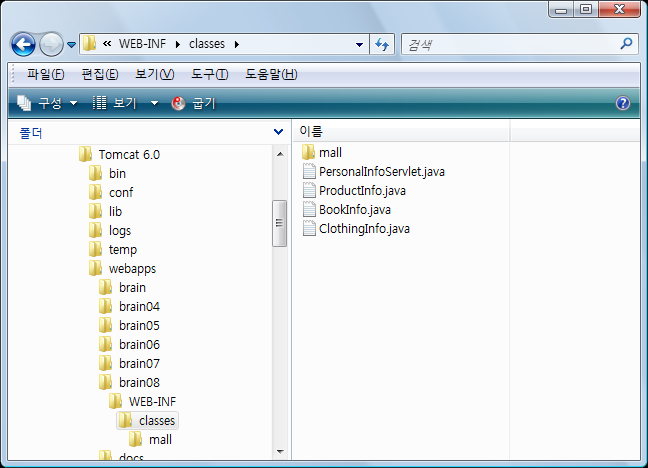 « WEB-INF classes
검색
파일(F) 편집(E) 보기(V) 도구(T) 도움말(H)
구성 보기 굽기
폴더
Tomcat 6.0
bin
conf
lib
logs
temp
webapps
brain
brain04
brain05
brain06
brain07
brain08
WEB-INF
classes
mall
docs
이름
mall
PersonalInfoServlet.java
ProductInfo.java
BookInfo.java
ClothingInfo.java